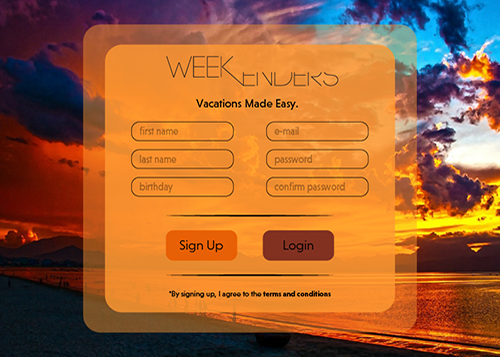 WEEKENDERS
Vacations Made Easy.
first name
e-mail
last name
password
birthday
confirm password
Sign Up
Login
*By signing up, I agree to the terms and conditions